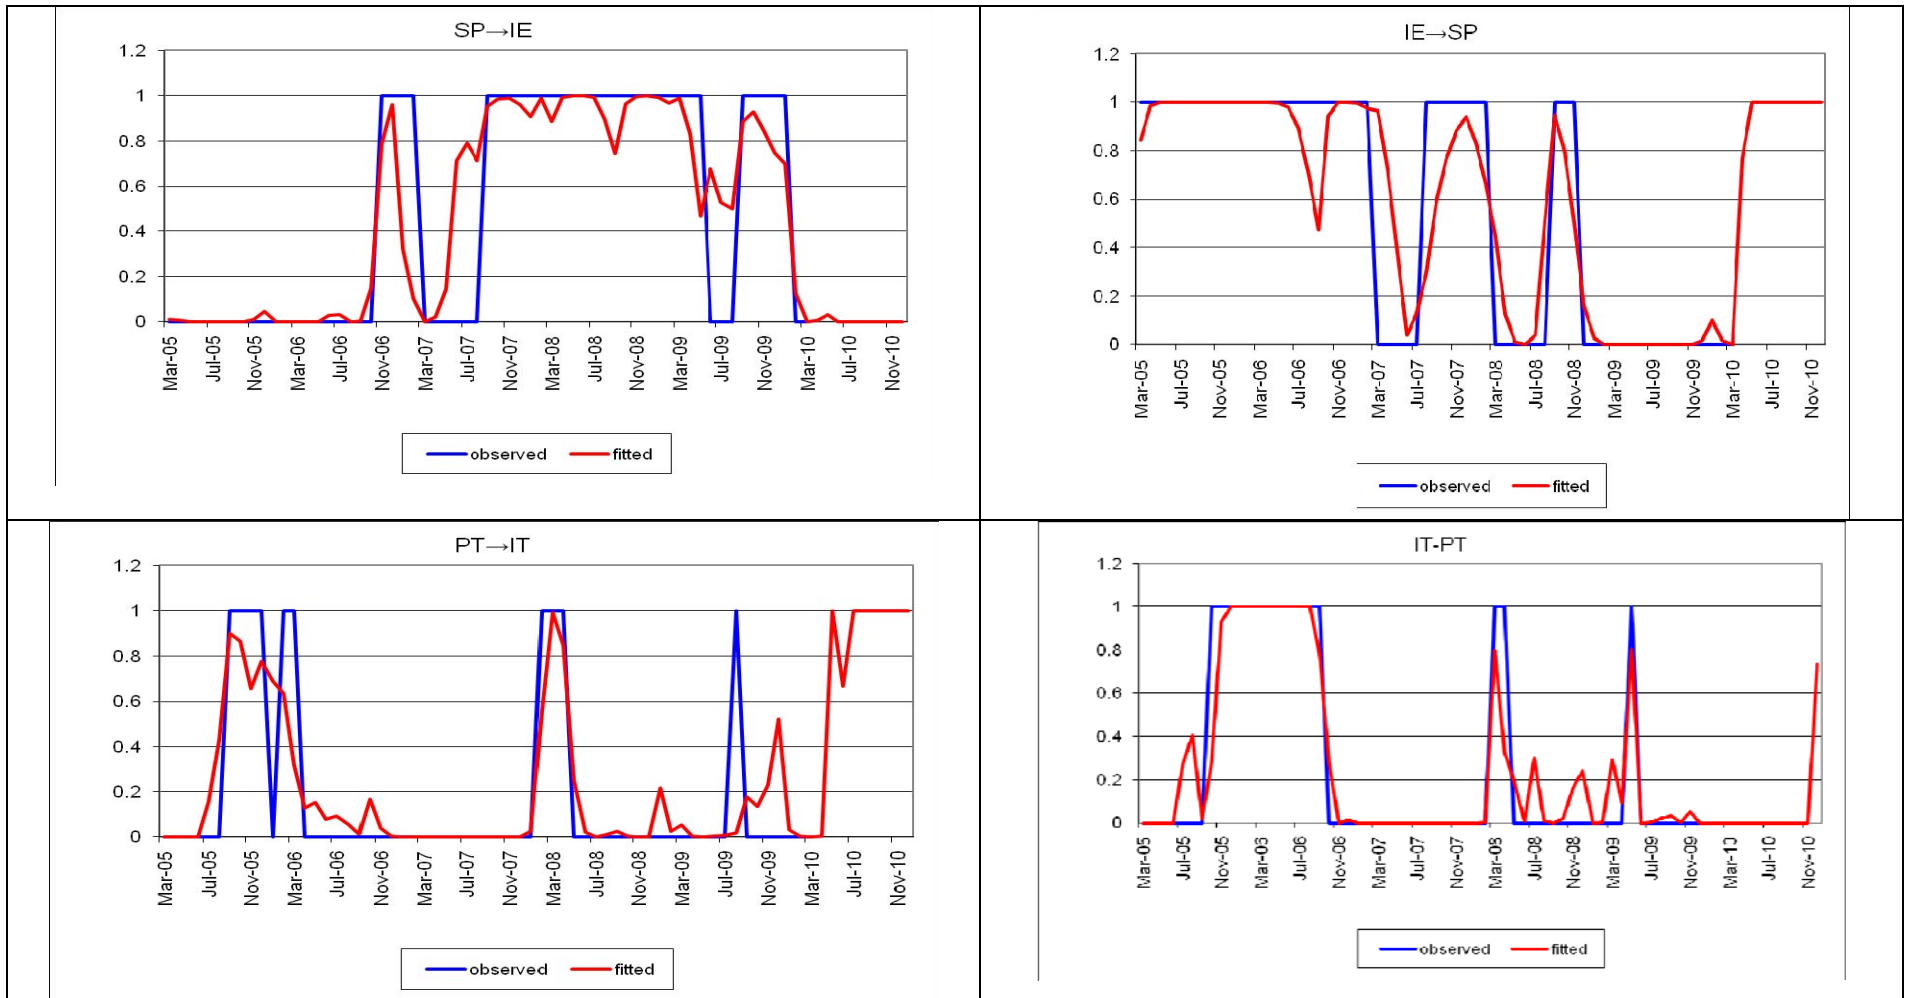 SP→IE
1.2
1
0.8
0.6
0.4
0.2
0
Mar-05
Jul-05
Nov-05
Mar-06
Jul-06
Nov-06
Mar-07
Jul-07
Nov-07
Mar-08
Jul-08
Nov-08
Mar-09
Jul-09
Nov-09
Mar-10
Jul-10
Nov-10
observed fitted
IE→SP
1.2
1
0.8
0.6
0.4
0.2
0
Mar-05
Jul-05
Nov-05
Mar-06
Jul-06
Nov-06
Mar-07
Jul-07
Nov-07
Mar-08
Jul-08
Nov-08
Mar-09
Jul-09
Nov-09
Mar-10
Jul-10
Nov-10
observed fitted
PT→IT
1.2
1
0.8
0.6
0.4
0.2
0
Mar-05
Jul-05
Nov-05
Mar-06
Jul-06
Nov-06
Mar-07
Jul-07
Nov-07
Mar-08
Jul-08
Nov-08
Mar-09
Jul-09
Nov-09
Mar-10
Jul-10
Nov-10
observed fitted
IT-PT
1.2
1
0.8
0.6
0.4
0.2
0
Mar-05
Jul-05
Nov-05
Mar-06
Jul-06
Nov-06
Mar-07
Jul-07
Nov-07
Mar-08
Jul-08
Nov-08
Mar-09
Jul-09
Nov-09
Mar-10
Jul-10
Nov-10
observed fitted